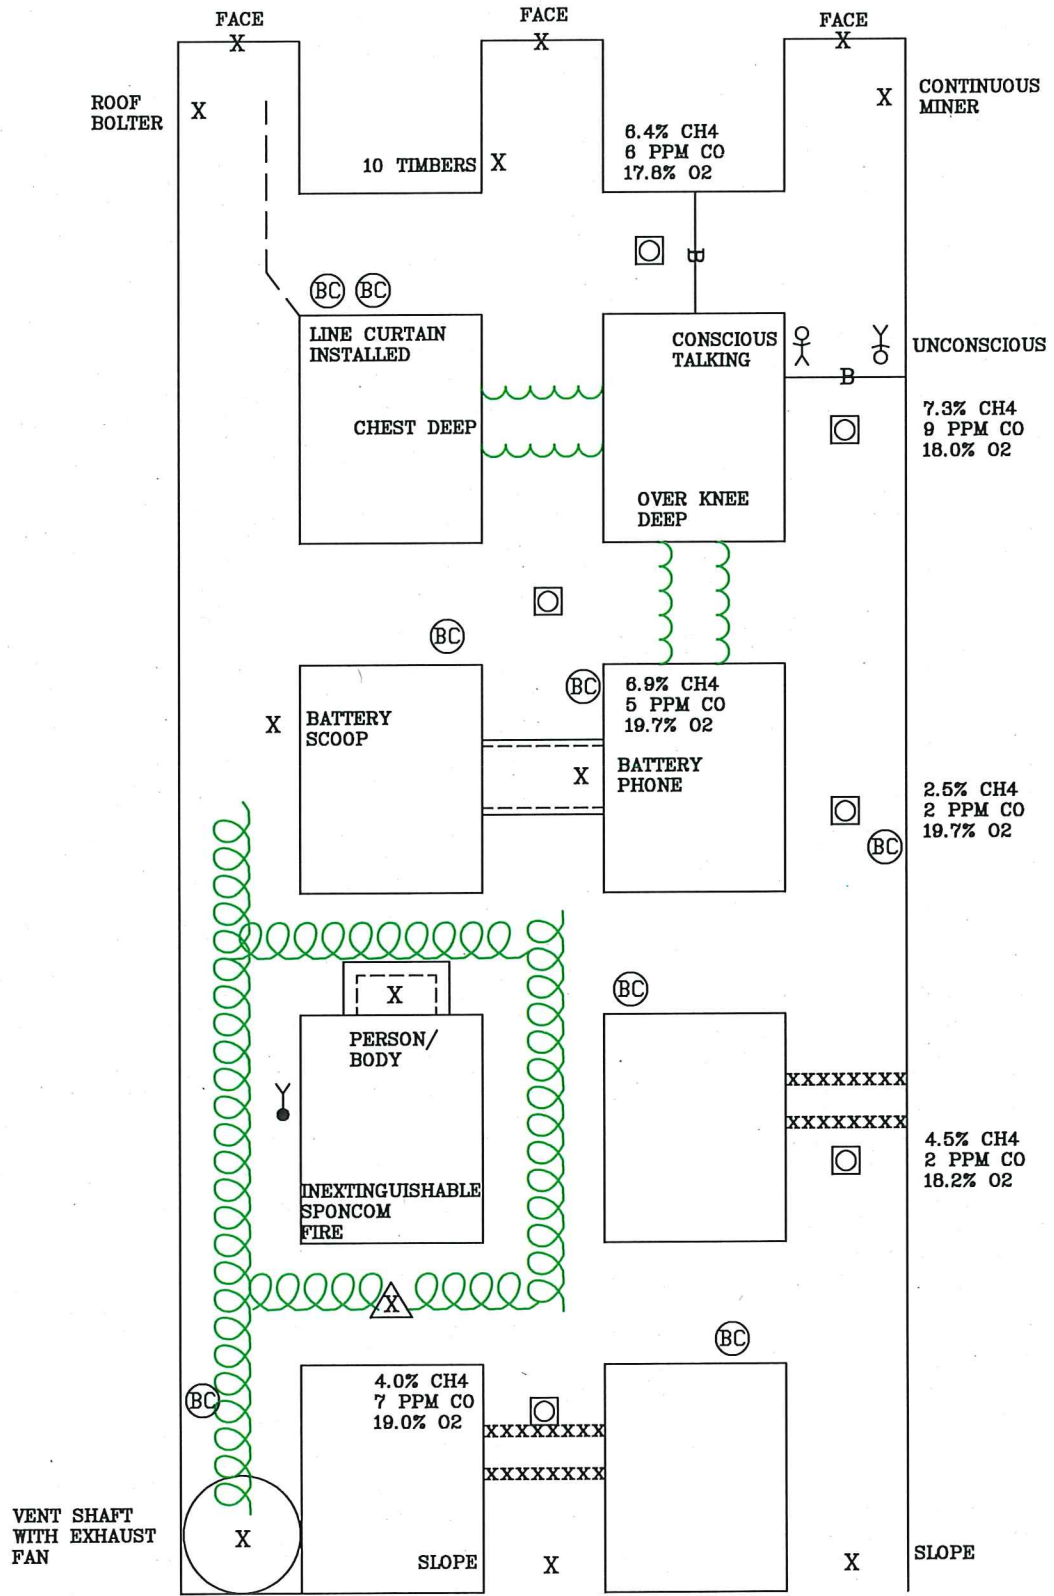 FACE
X
FACE
X
FACE
X
ROOF
BOLTER
X
X
CONTINUOUS
MINER
10 TIMBERS
X
6.4% CH4
6 PPM CO
17.8% O2
B
BC
BC
LINE CURTAIN
INSTALLED
CONSCIOUS
TALKING
UNCONSCIOUS
B
CHEST DEEP
7.3% CH4
9 PPM CO
18.0% O2
OVER KNEE
DEEP
BC
BC
6.9% CH4
5 PPM CO
19.7% O2
X
BATTERY
SCOOP
X
BATTERY
PHONE
2.5% CH4
2 PPM CO
19.7% O2
BC
X
BC
PERSON/
BODY
XXXXXXXX
XXXXXXXX
4.5% CH4
2 PPM CO
18.2% O2
INEXTINGUISHABLE
SPONCOM
FIRE
X
BC
4.0% CH4
7 PPM CO
19.0% O2
BC
XXXXXXXX
XXXXXXXX
VENT SHAFT
WITH EXHAUST
FAN
X
SLOPE
X
X
SLOPE